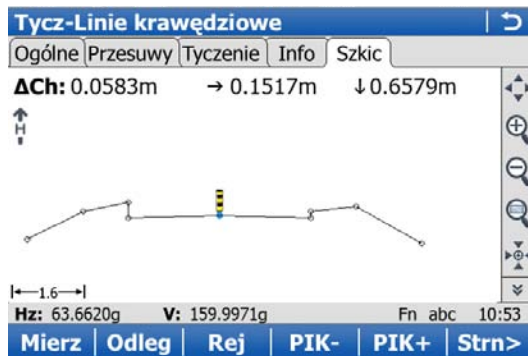 Tycz-Linie krawędziowe
Ogólne Przesuwy Tyczenie Info Szkic
ΔCh: 0.0583m → 0.1517m ↓ 0.6579m
H
1.6
Hz: 63.6620g V: 159.9971g Fn abc 10:53
Mierz Odleg Rej PIK- PIK+ Strn>